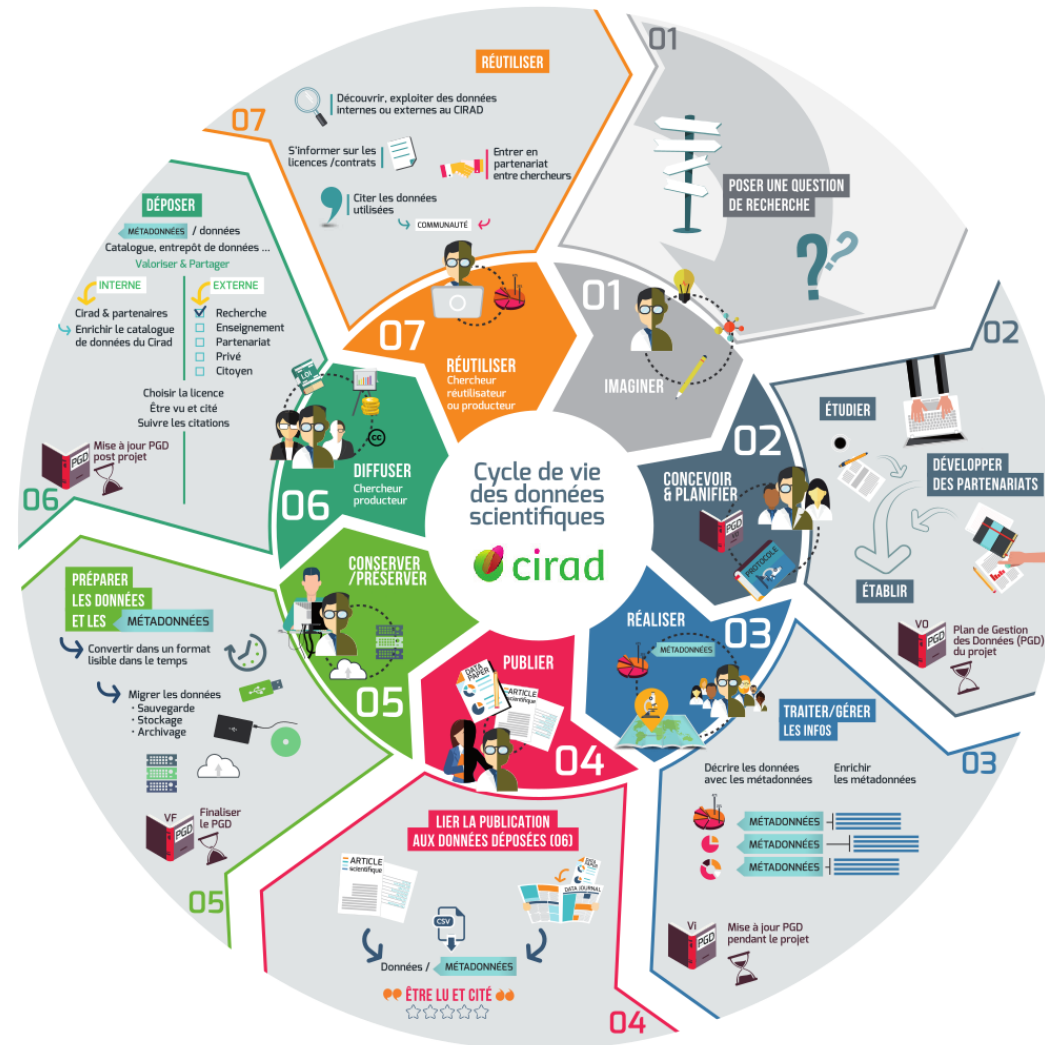 Cycle de vie
des données
scientifiques
cirad
01
POSER UNE QUESTION
DE RECHERCHE
??
01
IMAGINER
02
ÉTUDIER
DÉVELOPPER
DES PARTENARIATS
ÉTABLIR
V0
PGD
Plan de Gestion
des Données (PGD)
du projet
02
CONCEVOIR
& PLANIFIER
PGD
V0
PROTOCOLE
03
TRAITER/GÉRER
LES INFOS
Décrire les données
avec les métadonnées
Enrichir
les métadonnées
MÉTADONNÉES
MÉTADONNÉES
MÉTADONNÉES
Vi
PGD
Mise à jour PGD
pendant le projet
RÉALISER
03
MÉTADONNÉES
04
LIER LA PUBLICATION
AUX DONNÉES DÉPOSÉES (06)
ARTICLE
scientifique
DATA
PAPER
DATA JOURNAL
CSV
Données / MÉTADONNÉES
ÊTRE LU ET CITÉ
PUBLIER
04
DATA
PAPER
ARTICLE
scientifique
05
PRÉPARER
LES DONNÉES
ET LES MÉTADONNÉES
Convertir dans un format
lisible dans le temps
Migrer les données
• Sauvegarde
• Stockage
• Archivage
VF
PGD
Finaliser
le PGD
CONSERVER
/PRÉSERVER
05
06
DÉPOSER
MÉTADONNÉES / données
Catalogue, entrepôt de données ...
Valoriser & Partager
INTERNE
Cirad & partenaires
Enrichir le catalogue
de données du Cirad
EXTERNE
Recherche
Enseignement
Partenariat
Privé
Citoyen
Choisir la licence
Être vu et cité
Suivre les citations
PGD
Mise à jour PGD
post projet
LOI
CC
DIFFUSER
Chercheur
producteur
06
07
RÉUTILISER
Découvrir, exploiter des données
internes ou externes au CIRAD
S'informer sur les
licences /contrats
Entrer en
partenariat
entre chercheurs
Citer les données
utilisées
COMMUNAUTÉ
07
RÉUTILISER
Chercheur
réutilisateur
ou producteur